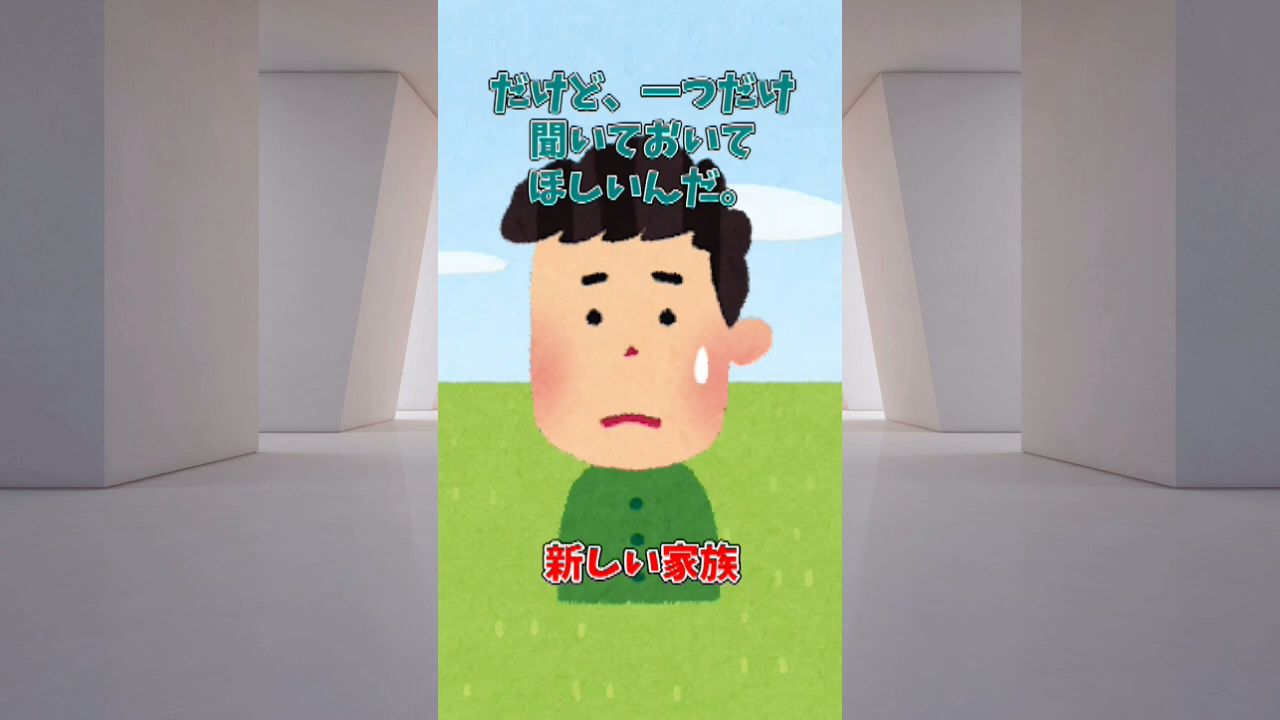 だけど、一つだけ
聞いておいて
ほしいんだ。
新しい家族